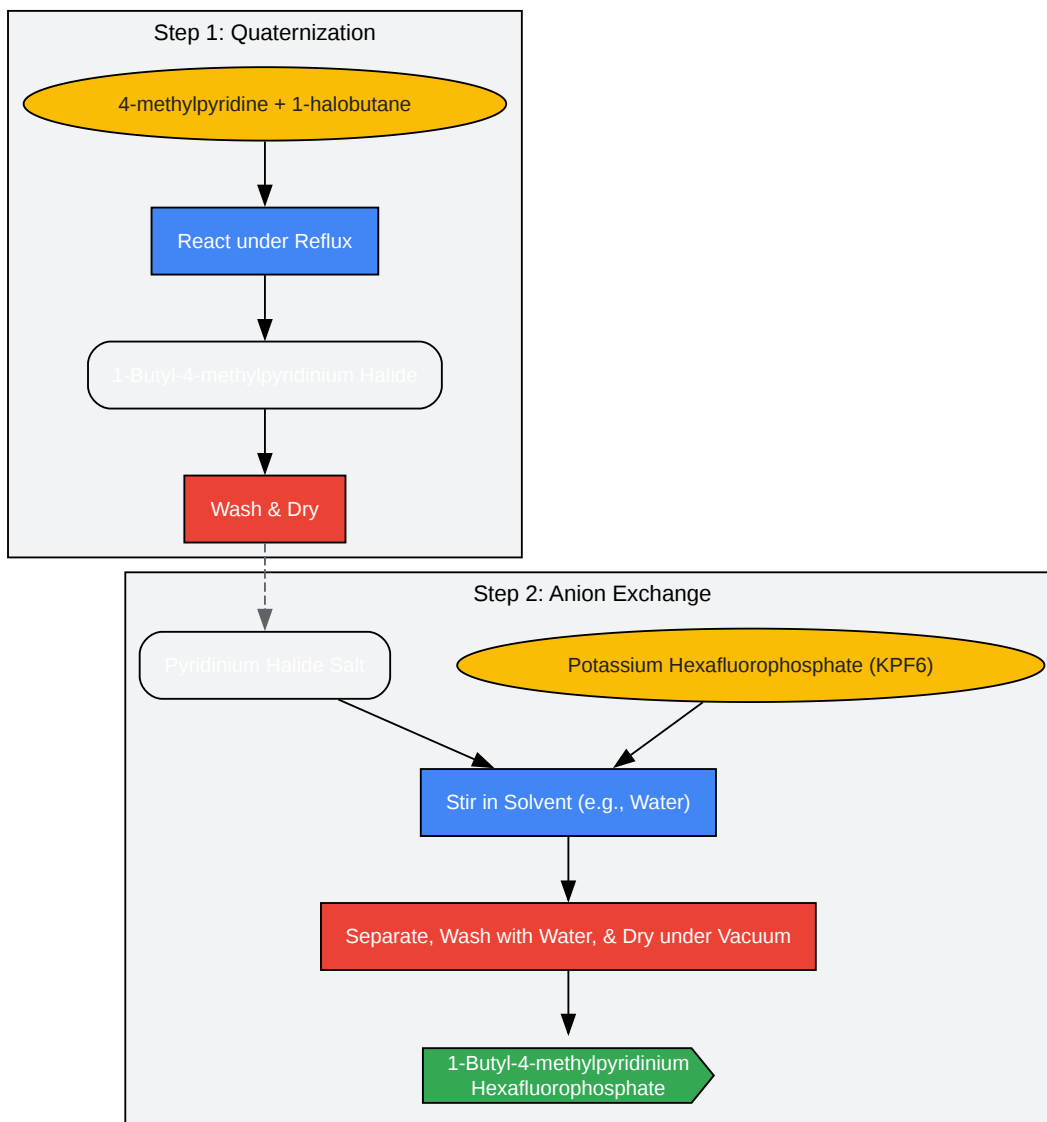 Step 1: Quaternization
4-methylpyridine + 1-halobutane
React under Reflux
1-Butyl-4-methylpyridinium Halide
Wash & Dry
Step 2: Anion Exchange
Pyridinium Halide Salt
Potassium Hexafluorophosphate (KPF6)
Stir in Solvent (e.g., Water)
Separate, Wash with Water, & Dry under Vacuum
1-Butyl-4-methylpyridinium
Hexafluorophosphate